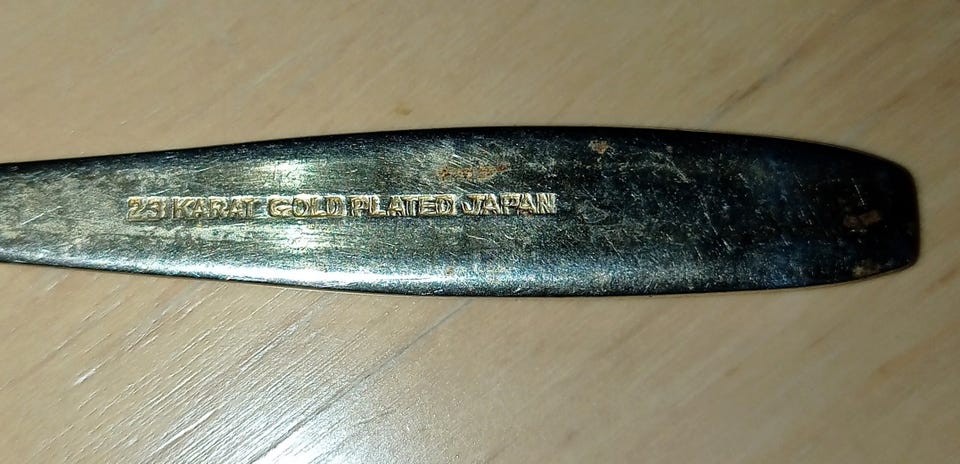 23 KARAT GOLD PLATED JAPAN